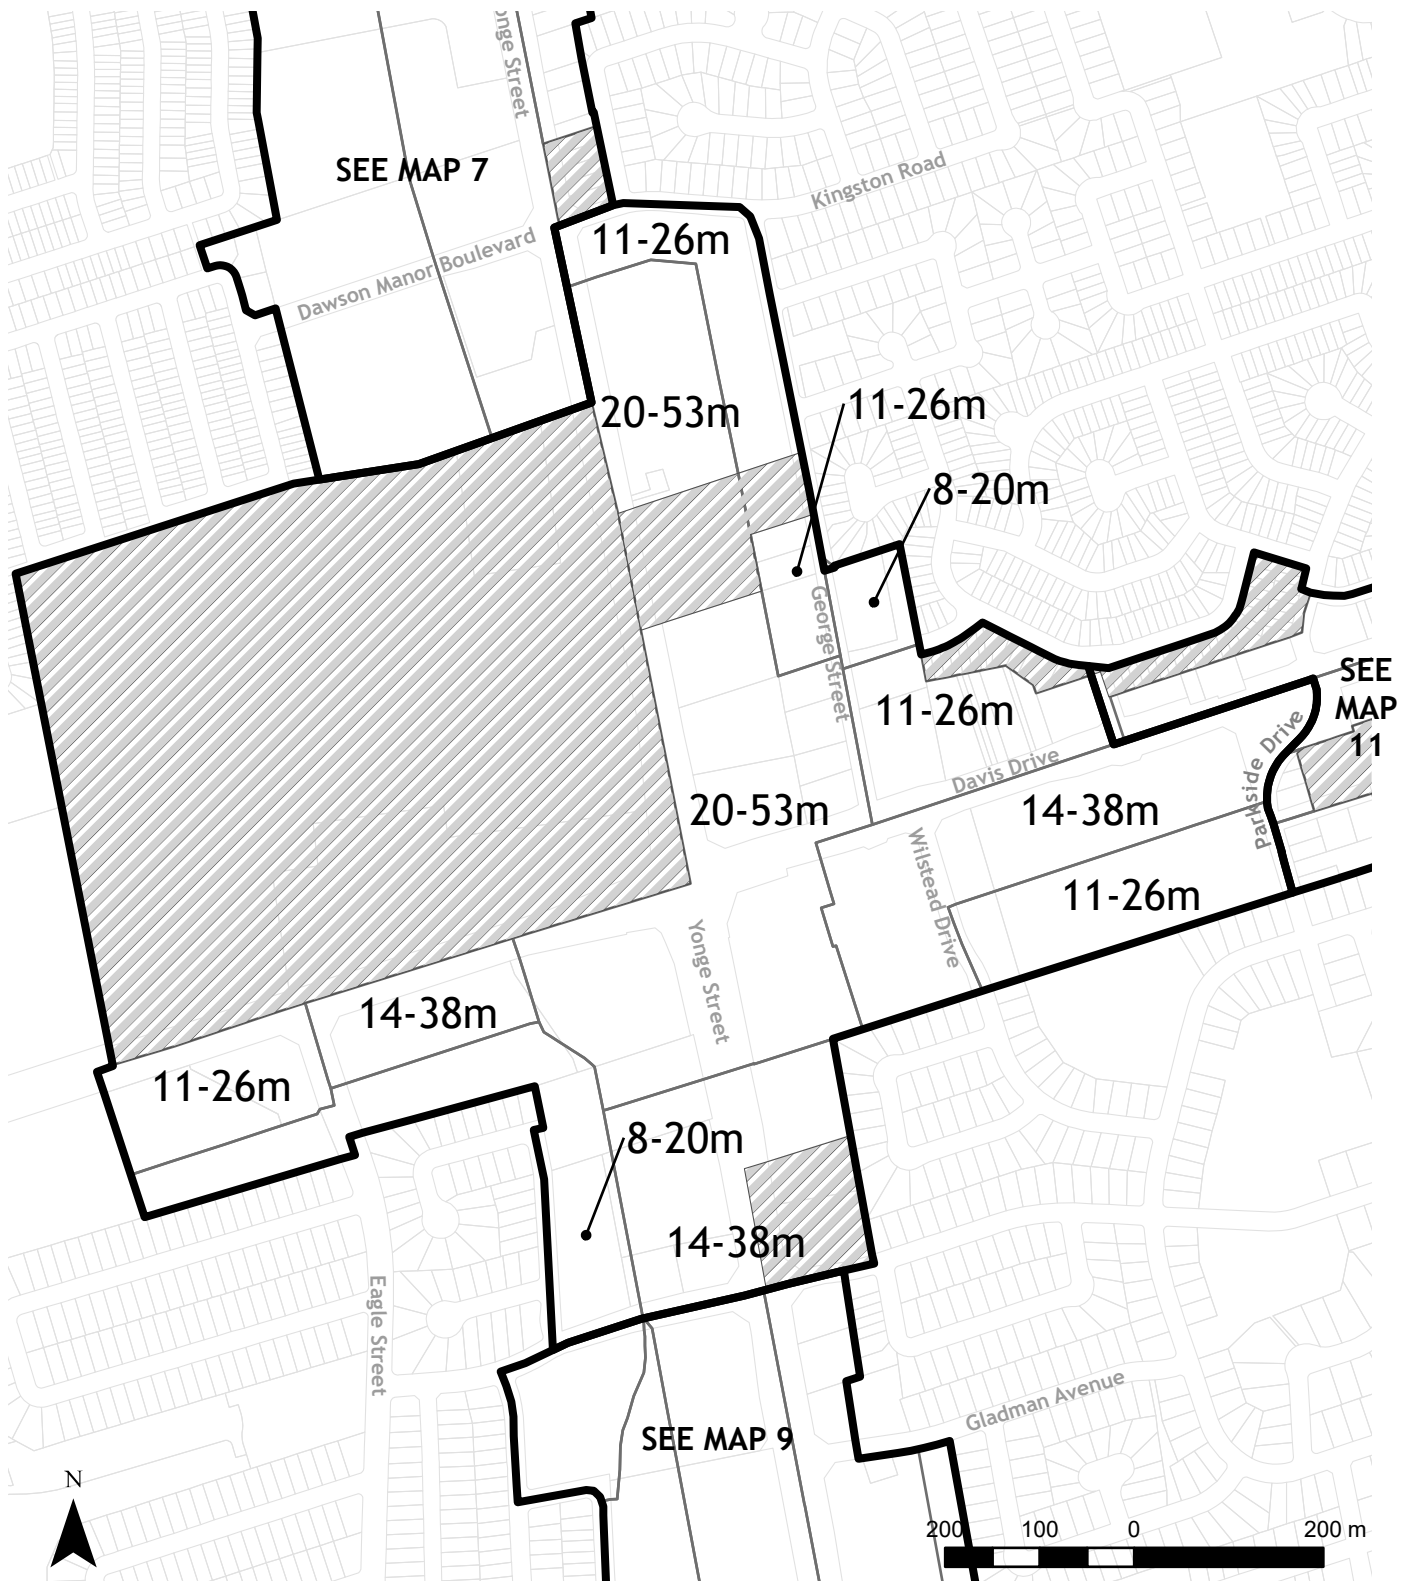 onge Street
SEE MAP 7
Kingston Road
11-26m
Dawson Manor Boulevard
20-53m
11-26m
8-20m
George Street
SEE
MAP
11
11-26m
Parkside Drive
Davis Drive
20-53m
14-38m
Wilstead Drive
11-26m
Yonge Street
14-38m
11-26m
8-20m
14-38m
Eagle Street
Gladman Avenue
SEE MAP 9
N
200 100 0 200 m